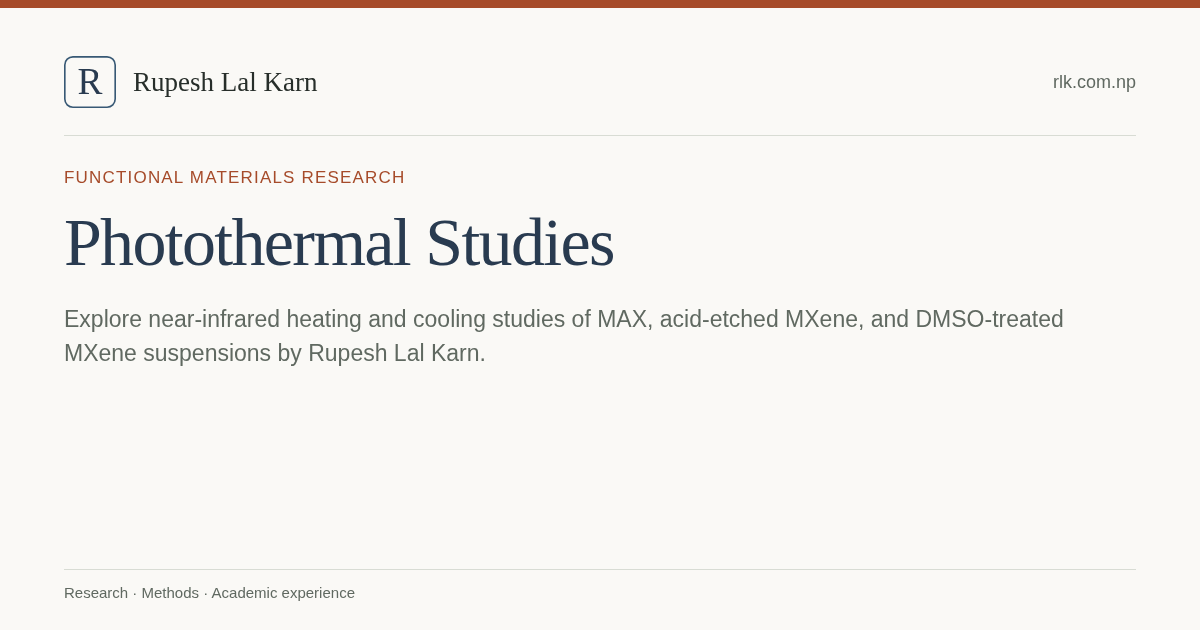 R
Rupesh Lal Karn
rlk.com.np
FUNCTIONAL MATERIALS RESEARCH
Photothermal Studies
Explore near-infrared heating and cooling studies of MAX, acid-etched MXene, and DMSO-treated
MXene suspensions by Rupesh Lal Karn.
Research · Methods · Academic experience